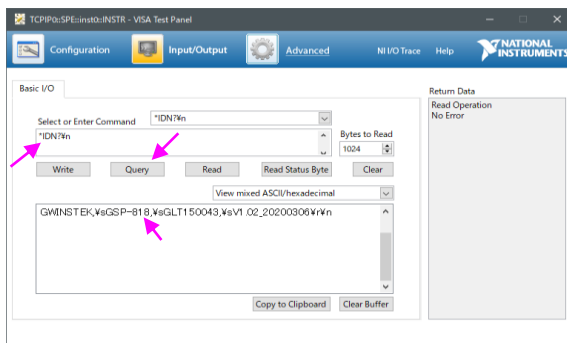 TCPIP0::SPE::inst0::INSTR - VISA Test Panel
Configuration
Input/Output
Advanced
NI I/O Trace
Help
NATIONAL
INSTRUMENTS
Basic I/O
Return Data
Read Operation
No Error
Select or Enter Command
*IDN?¥n
*IDN?¥n
Bytes to Read
1024
Write
Query
Read
Read Status Byte
Clear
View mixed ASCII/hexadecimal
GWINSTEK,¥sGSP-818,¥sGLT150043,¥sV1.02_20200306¥r¥n
Copy to Clipboard
Clear Buffer